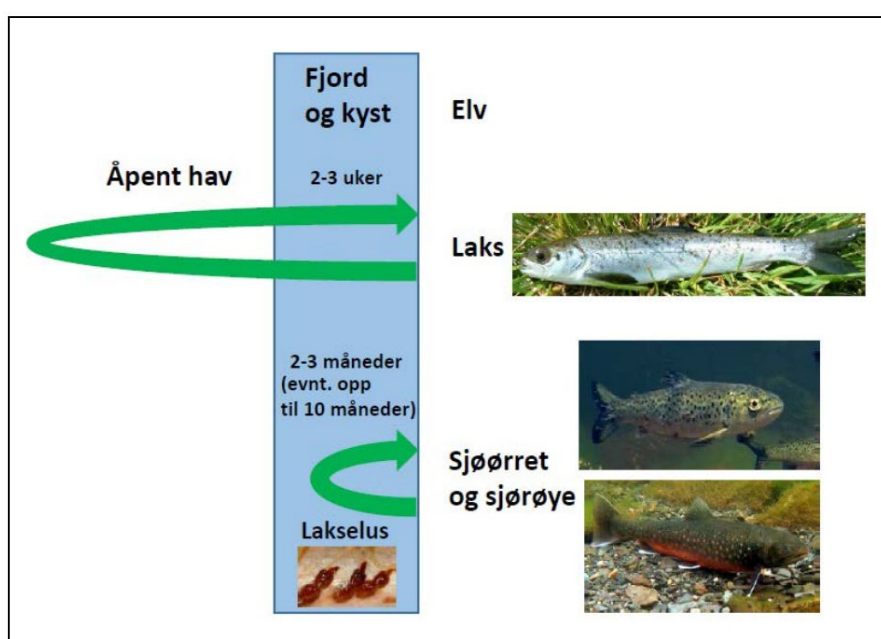 Fjord
og kyst
Elv
Åpent hav
2-3 uker
Laks
2-3 måneder
(evnt. opp
til 10 måneder)
Sjøørret
og sjørøye
Lakselus